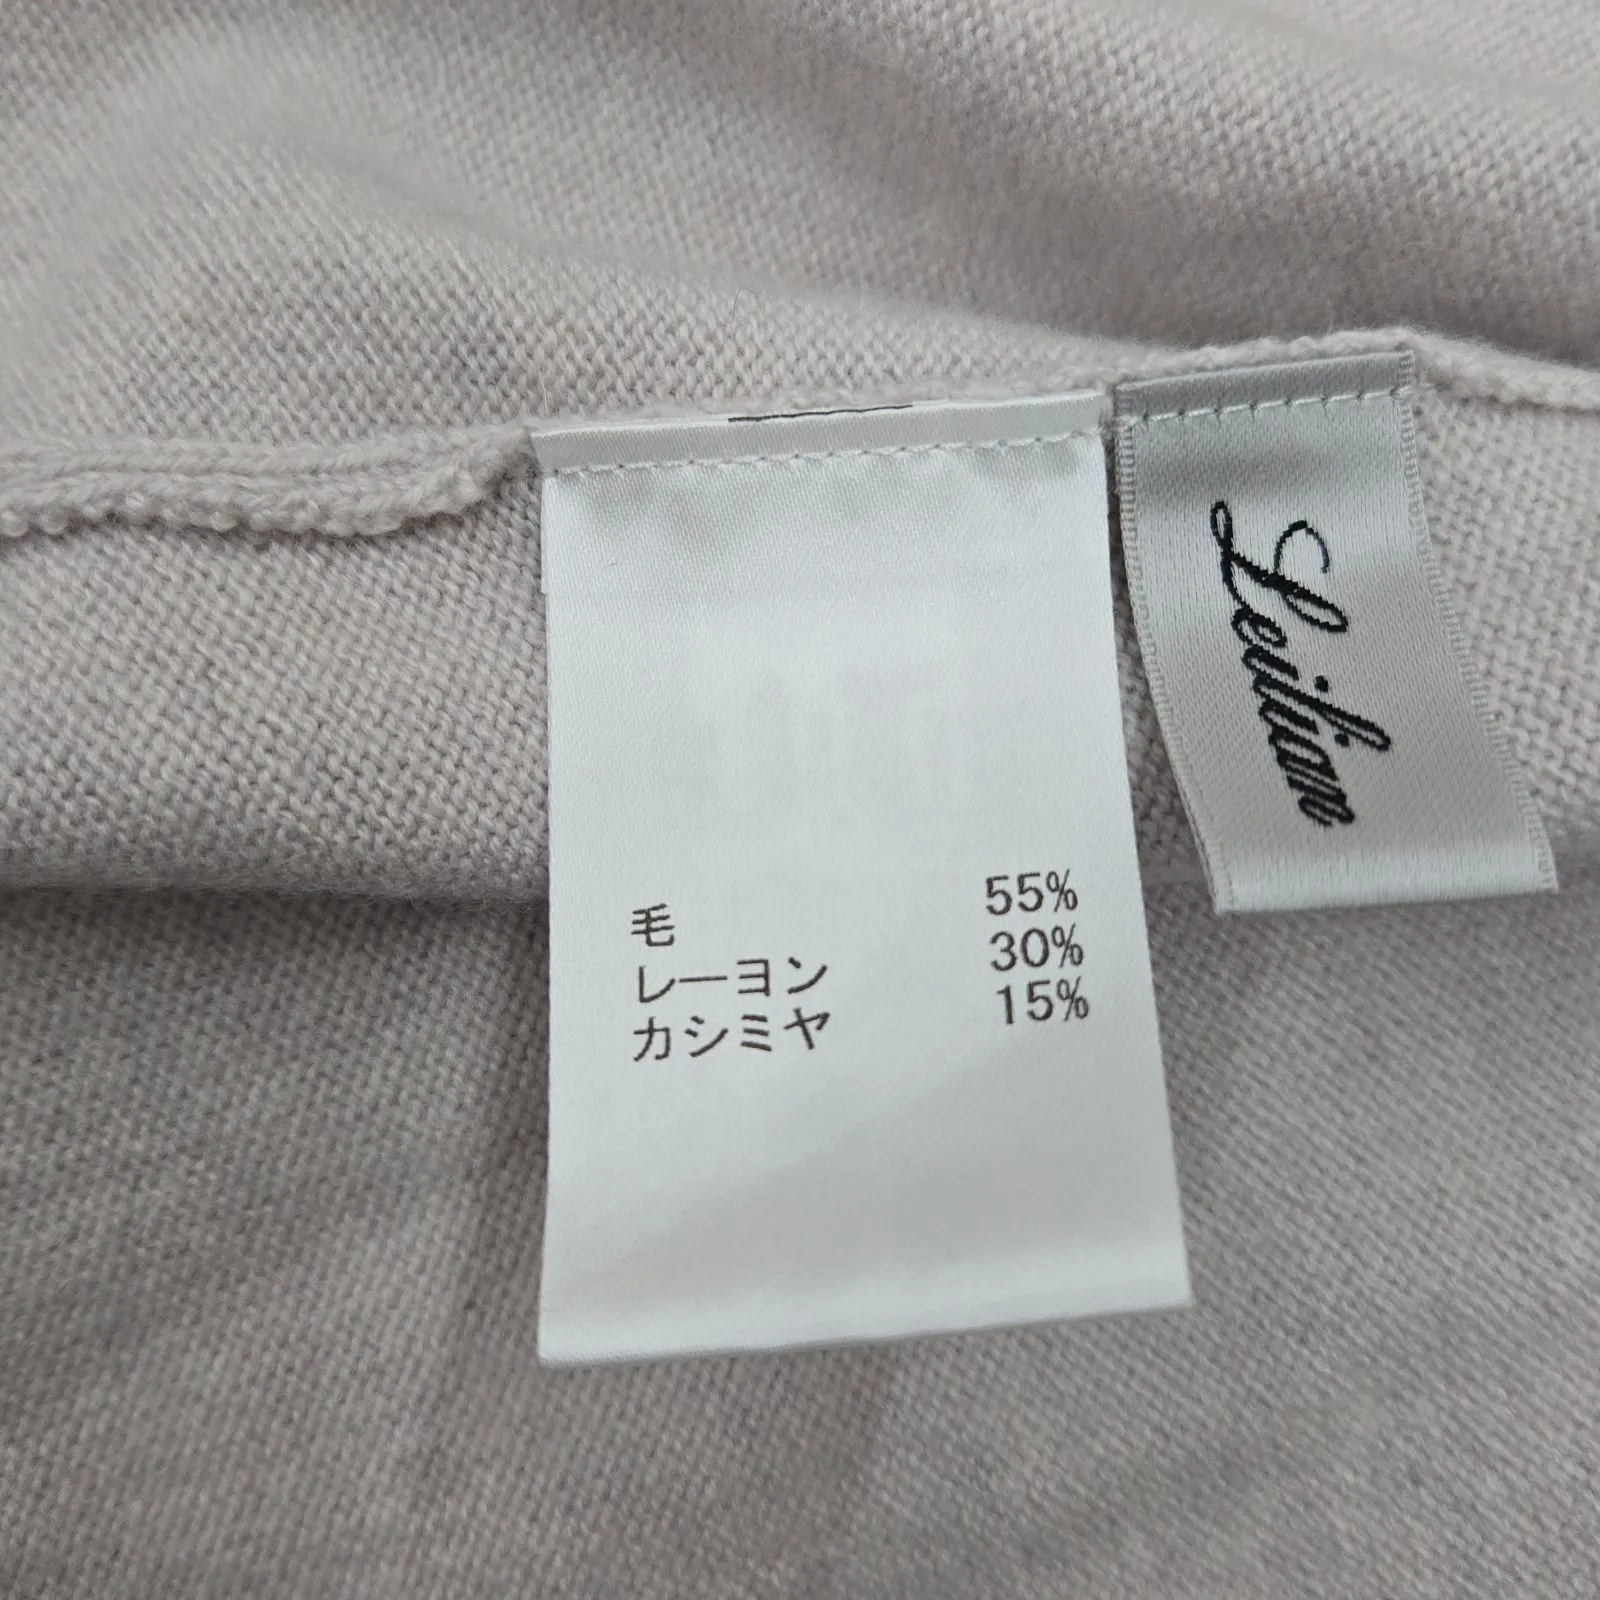 毛 55%
レーヨン 30%
カシミヤ 15%
Leilian